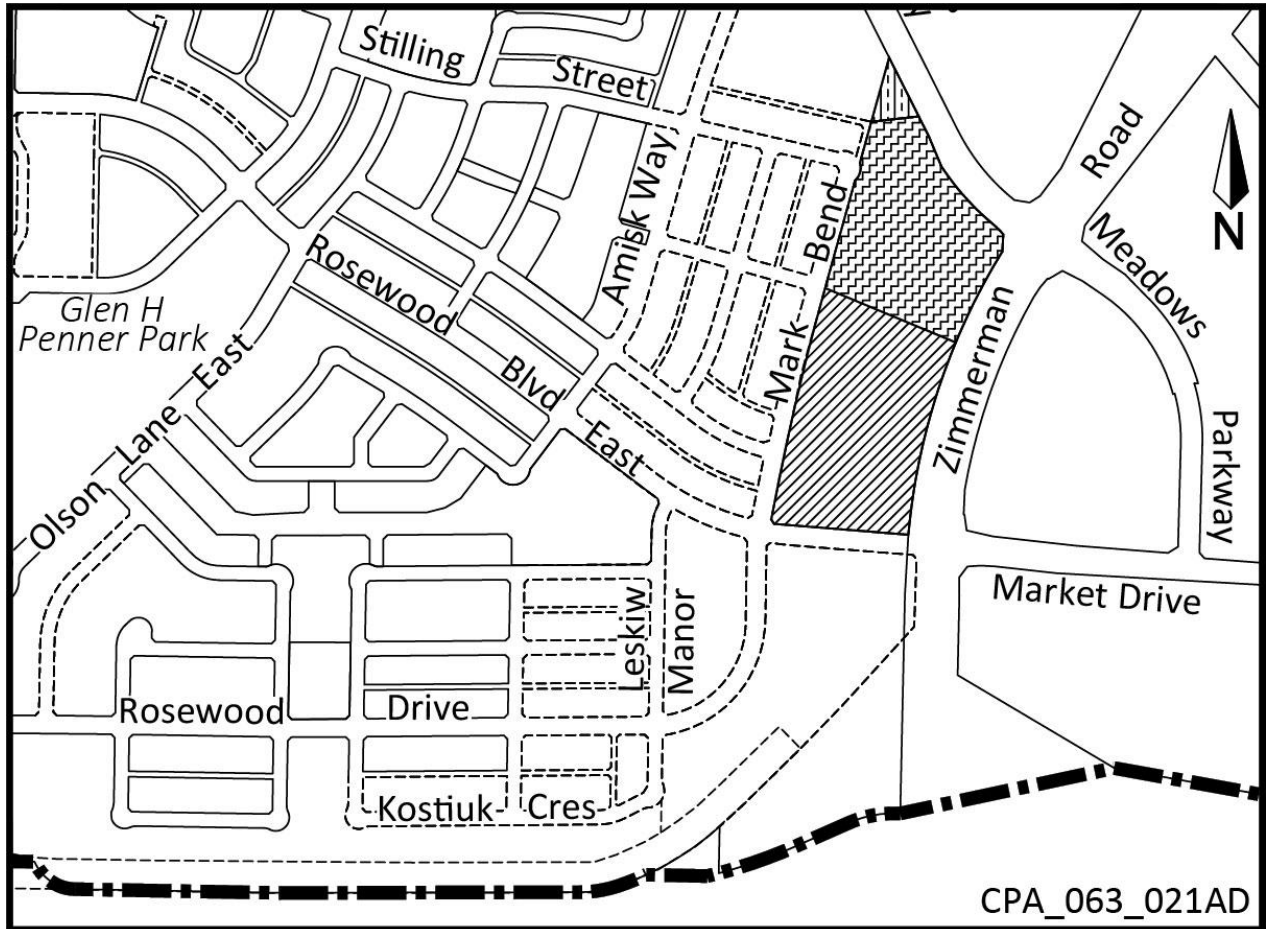 Stilling
Street
Road
Amisk Way
Bend
N
Meadows
Rosewood
Glen H
Penner Park
Zimmerman
Mark
Blvd
East
Parkway
East
Lane
Olson
Market Drive
Leskiw
Manor
Rosewood
Drive
Kostiuk
Cres
CPA_063_021AD